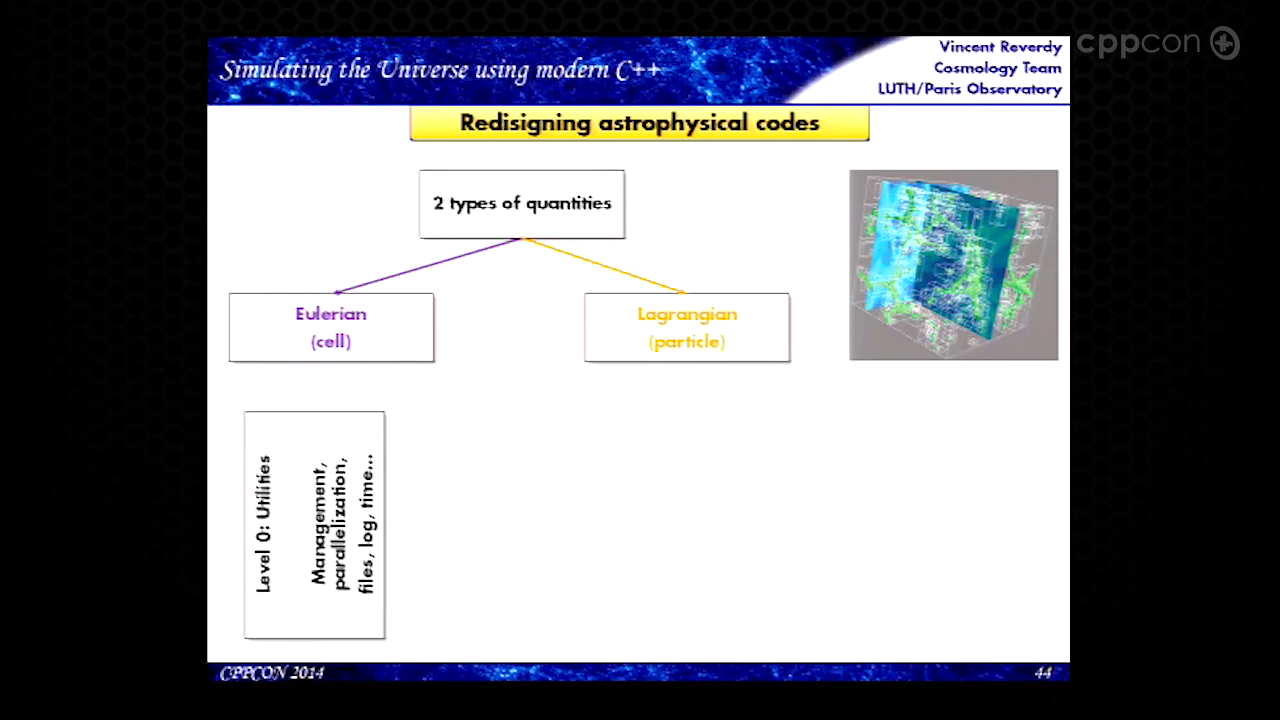 cppcon
Simulating the Universe using modern C++
Vincent Reverdy
Cosmology Team
LUTH/Paris Observatory
Redisigning astrophysical codes
2 types of quantities
Eulerian
(cell)
Lagrangian
(particle)
Level 0: Utilities
Management,
parallelization,
files, log, time...
CPPCON 2014
44